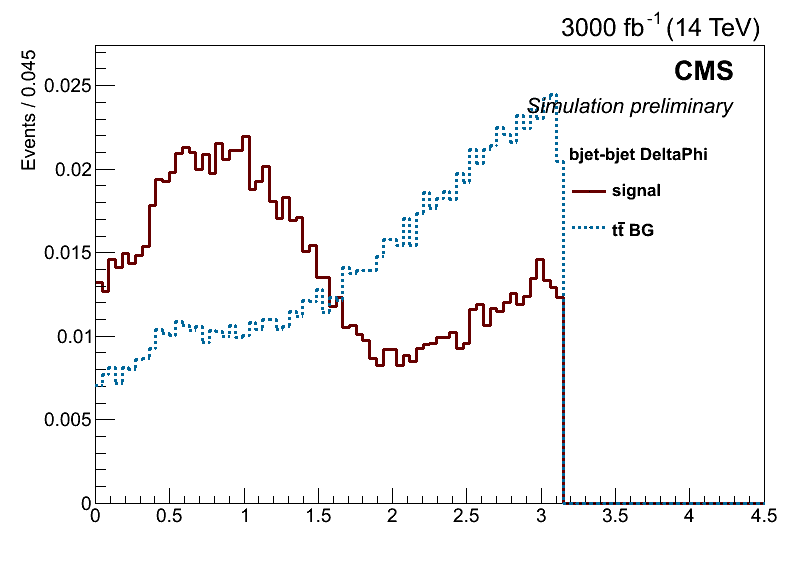 3000 fb⁻¹ (14 TeV)
Events / 0.045
CMS
Simulation preliminary
bjet-bjet DeltaPhi
signal
tt̄ BG
0.025
0.02
0.015
0.01
0.005
0
0 0.5 1 1.5 2 2.5 3 3.5 4 4.5